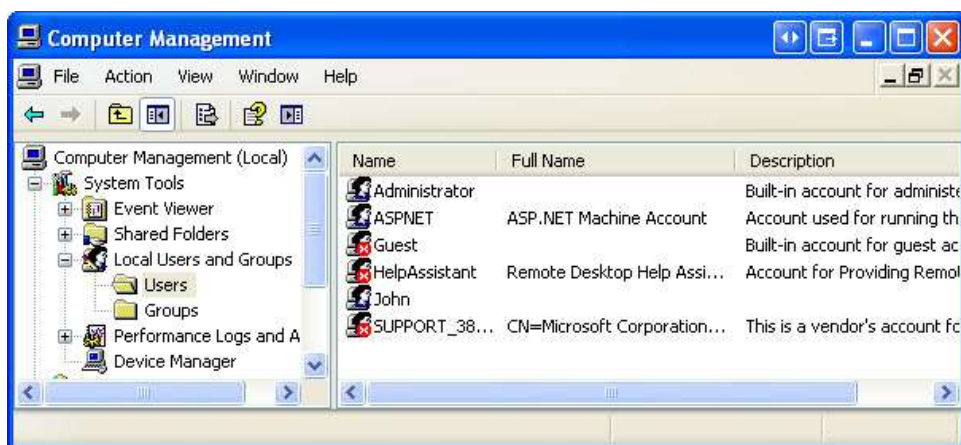 Computer Management
File Action View Window Help
Computer Management (Local)
System Tools
Event Viewer
Shared Folders
Local Users and Groups
Users
Groups
Performance Logs and A
Device Manager
Name Full Name Description
Administrator Built-in account for administe
ASPNET ASP.NET Machine Account Account used for running th
Guest Built-in account for guest ac
HelpAssistant Remote Desktop Help Assi... Account for Providing Remo
John
SUPPORT_38... CN=Microsoft Corporation... This is a vendor's account fo